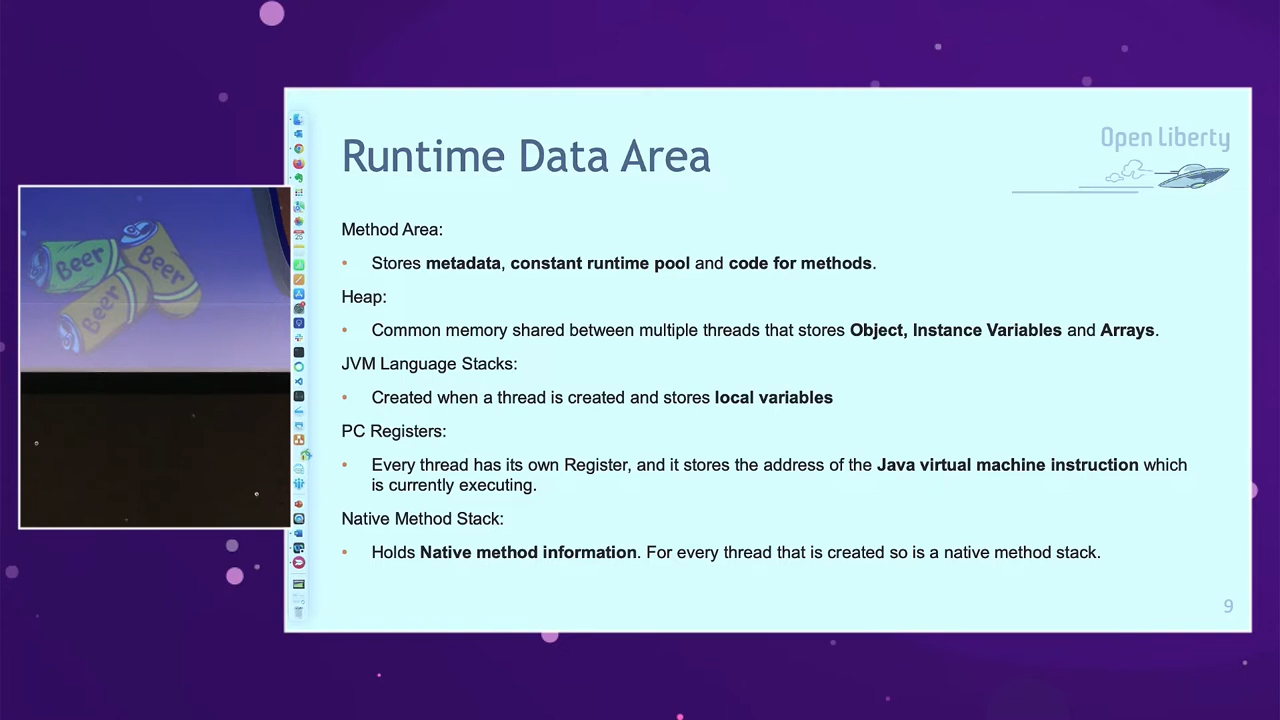 Runtime Data Area
Open Liberty
Method Area:
• Stores metadata, constant runtime pool and code for methods.
Heap:
• Common memory shared between multiple threads that stores Object, Instance Variables and Arrays.
JVM Language Stacks:
• Created when a thread is created and stores local variables
PC Registers:
• Every thread has its own Register, and it stores the address of the Java virtual machine instruction which
is currently executing.
Native Method Stack:
• Holds Native method information. For every thread that is created so is a native method stack.
9
Beer
Beer
Beer
25